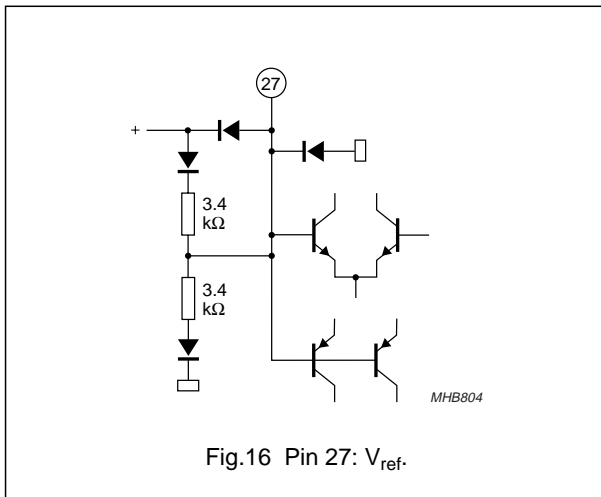 27
+
3.4
kΩ
3.4
kΩ
MHB804
Fig.16 Pin 27: Vref.